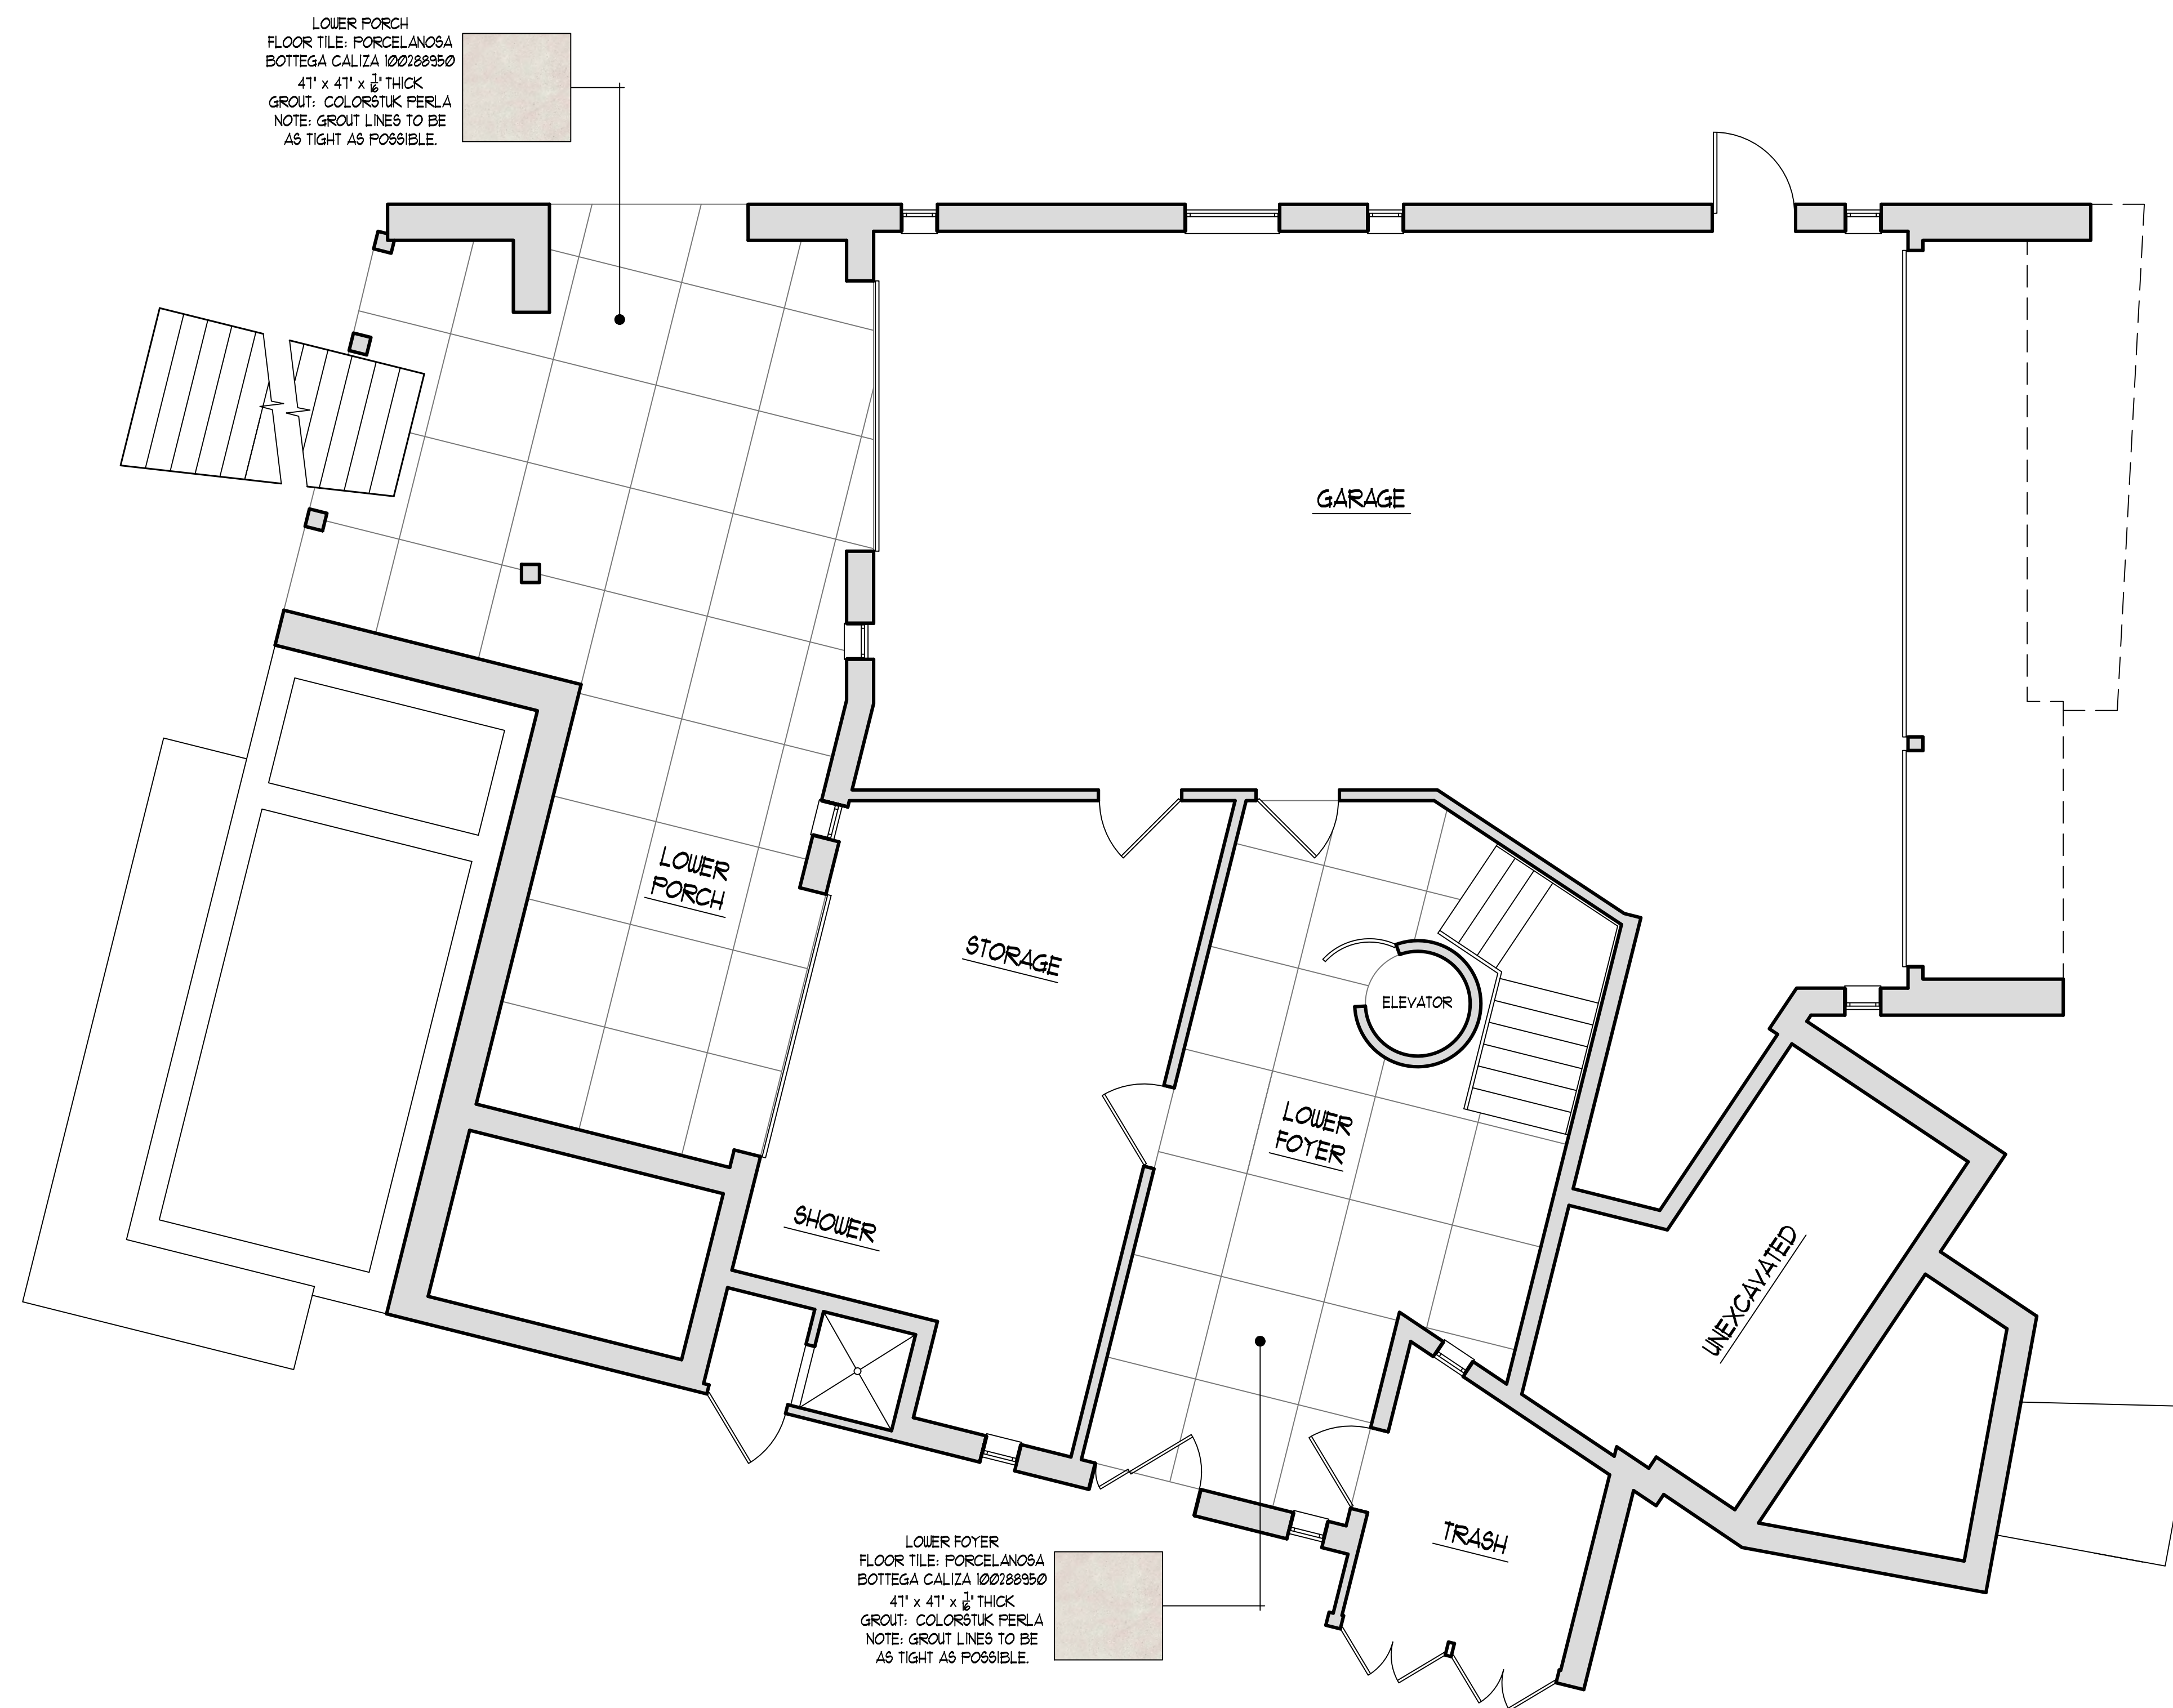 LOWER PORCH
FLOOR TILE: PORCELANOSA
BOTTEGA CALIZA 100288950
47" x 47" x 7/16" THICK
GROUT: COLORSTUK PERLA
NOTE: GROUT LINES TO BE
AS TIGHT AS POSSIBLE.
GARAGE
LOWER
PORCH
STORAGE
ELEVATOR
LOWER
FOYER
SHOWER
UNEXCAVATED
TRASH
LOWER FOYER
FLOOR TILE: PORCELANOSA
BOTTEGA CALIZA 100288950
47" x 47" x 7/16" THICK
GROUT: COLORSTUK PERLA
NOTE: GROUT LINES TO BE
AS TIGHT AS POSSIBLE.